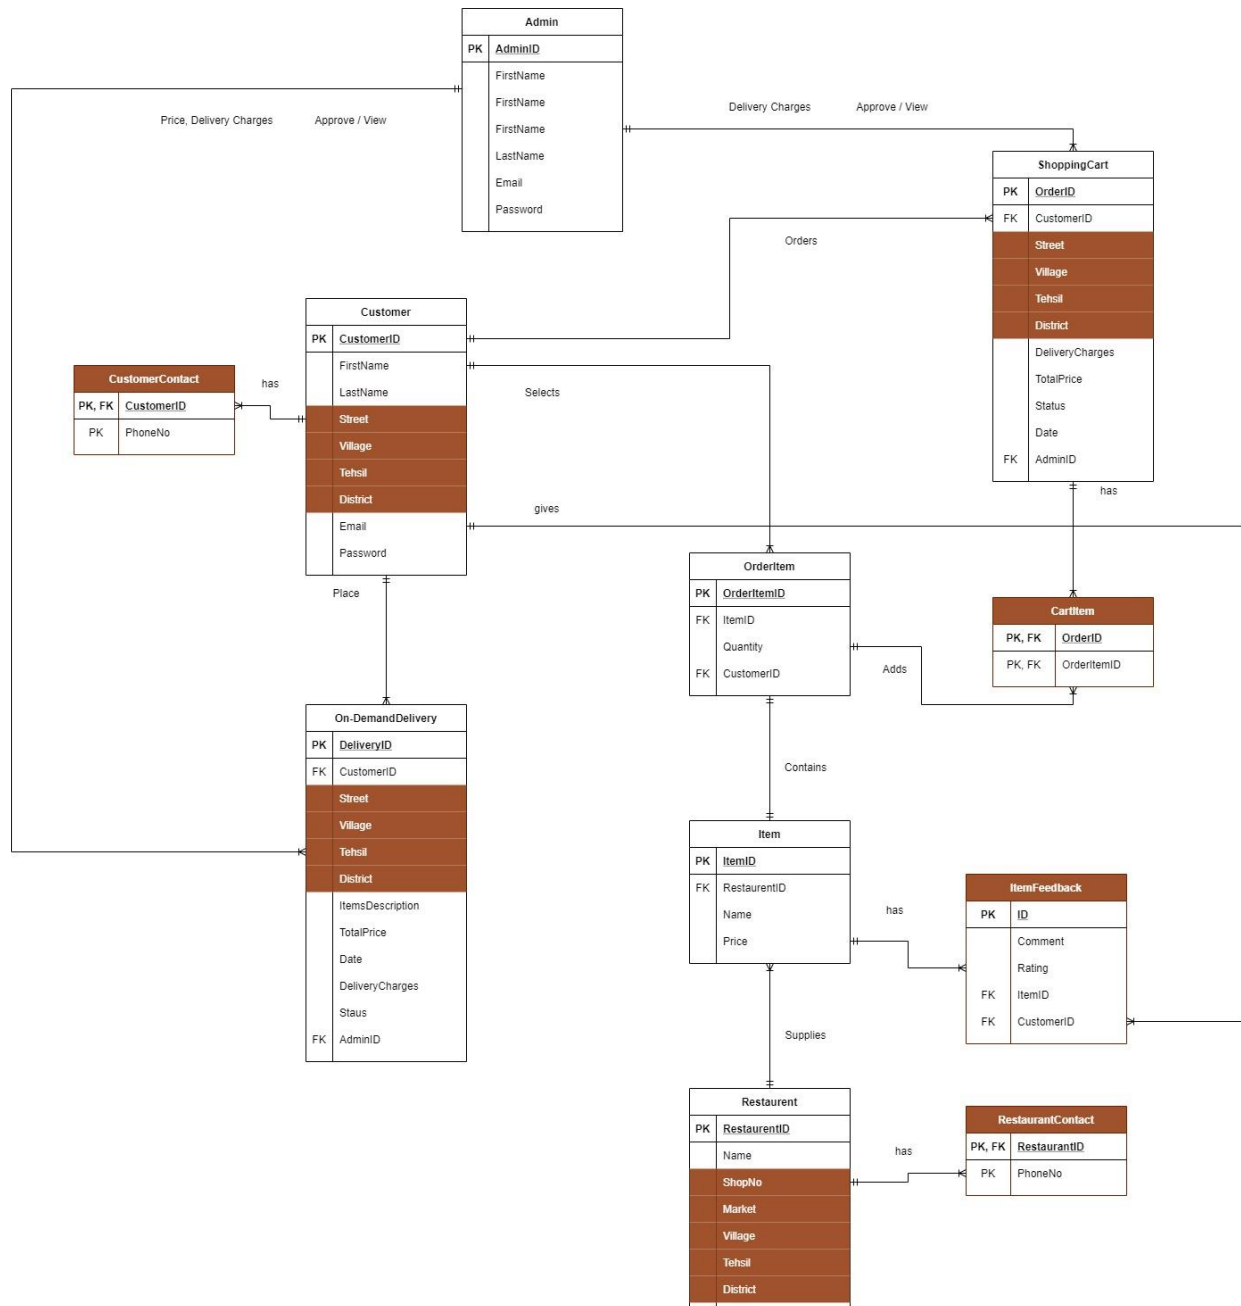 Admin
PK AdminID
FirstName
FirstName
FirstName
LastName
Email
Password
Price, Delivery Charges Approve / View
Delivery Charges Approve / View
ShoppingCart
PK OrderID
FK CustomerID
Street
Village
Tehsil
District
DeliveryCharges
TotalPrice
Status
Date
FK AdminID
Orders
Customer
PK CustomerID
FirstName
LastName
Street
Village
Tehsil
District
Email
Password
CustomerContact
PK, FK CustomerID
PK PhoneNo
has
Selects
gives
has
Place
OrderItem
PK OrderItemID
FK ItemID
Quantity
FK CustomerID
CartItem
PK, FK OrderID
PK, FK OrderItemID
Adds
On-DemandDelivery
PK DeliveryID
FK CustomerID
Street
Village
Tehsil
District
ItemsDescription
TotalPrice
Date
DeliveryCharges
Staus
FK AdminID
Contains
Item
PK ItemID
FK RestaurentID
Name
Price
has
ItemFeedback
PK ID
Comment
Rating
FK ItemID
FK CustomerID
Supplies
Restaurent
PK RestaurentID
Name
ShopNo
Market
Village
Tehsil
District
has
RestaurantContact
PK, FK RestaurantID
PK PhoneNo